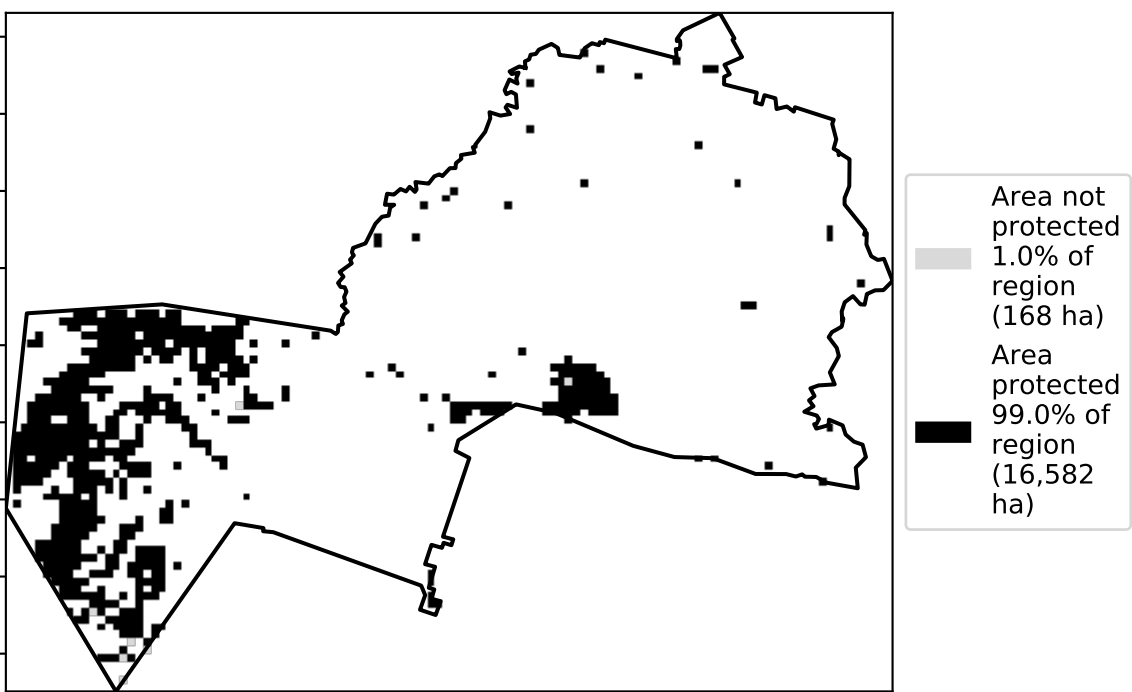 Area not
protected
1.0% of
region
(168 ha)
Area
protected
99.0% of
region
(16,582
ha)